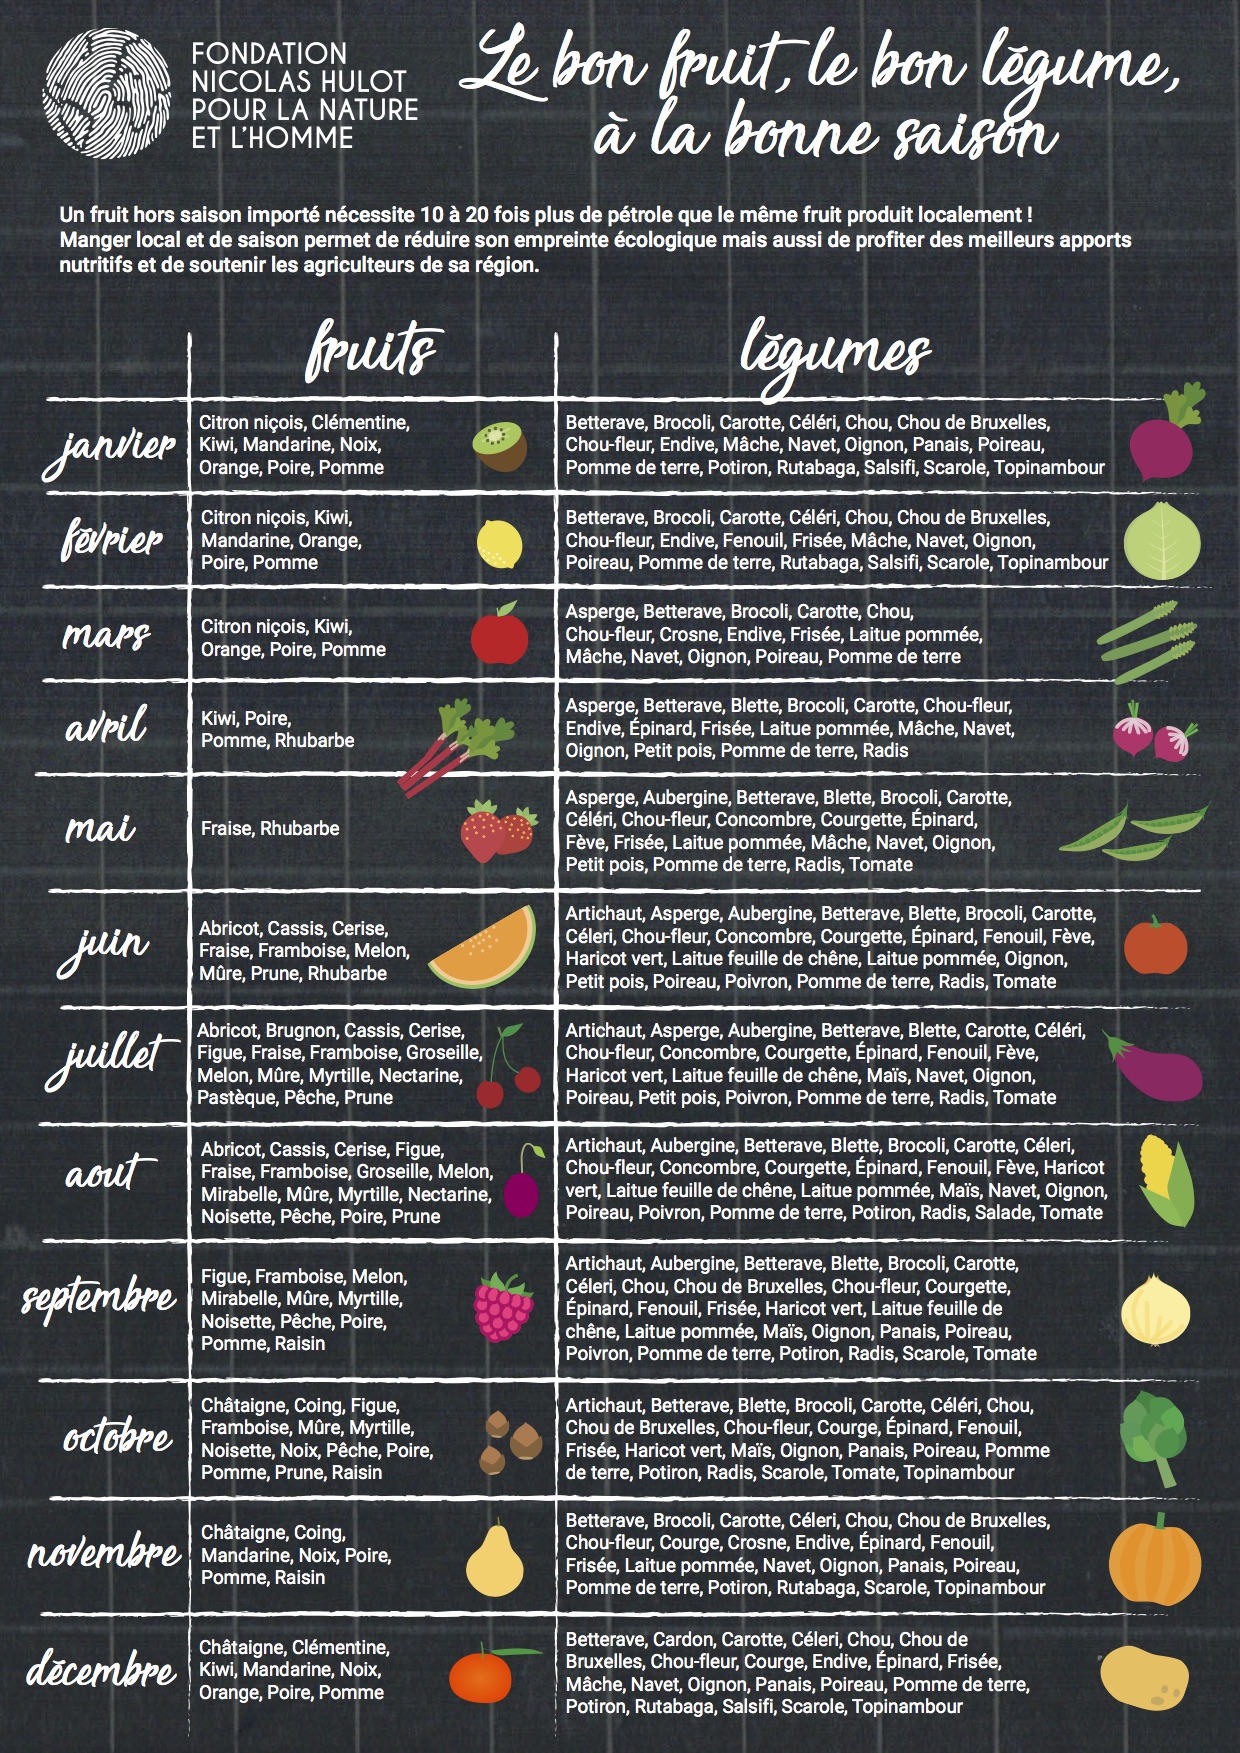 FONDATION
NICOLAS HULOT
POUR LA NATURE
ET L'HOMME
Le bon fruit, le bon légume,
à la bonne saison
Un fruit hors saison importé nécessite 10 à 20 fois plus de pétrole que le même fruit produit localement !
Manger local et de saison permet de réduire son empreinte écologique mais aussi de profiter des meilleurs apports
nutritifs et de soutenir les agriculteurs de sa région.
fruits
légumes
janvier
Citron niçois, Clémentine,
Kiwi, Mandarine, Noix,
Orange, Poire, Pomme
Betterave, Brocoli, Carotte, Céléri, Chou, Chou de Bruxelles,
Chou-fleur, Endive, Mâche, Navet, Oignon, Panais, Poireau,
Pomme de terre, Potiron, Rutabaga, Salsifi, Scarole, Topinambour
février
Citron niçois, Kiwi,
Mandarine, Orange,
Poire, Pomme
Betterave, Brocoli, Carotte, Céléri, Chou, Chou de Bruxelles,
Chou-fleur, Endive, Fenouil, Frisée, Mâche, Navet, Oignon,
Poireau, Pomme de terre, Rutabaga, Salsifi, Scarole, Topinambour
mars
Citron niçois, Kiwi,
Orange, Poire, Pomme
Asperge, Betterave, Brocoli, Carotte, Chou,
Chou-fleur, Crosne, Endive, Frisée, Laitue pommée,
Mâche, Navet, Oignon, Poireau, Pomme de terre
avril
Kiwi, Poire,
Pomme, Rhubarbe
Asperge, Betterave, Blette, Brocoli, Carotte, Chou-fleur,
Endive, Épinard, Frisée, Laitue pommée, Mâche, Navet,
Oignon, Petit pois, Pomme de terre, Radis
mai
Fraise, Rhubarbe
Asperge, Aubergine, Betterave, Blette, Brocoli, Carotte,
Céléri, Chou-fleur, Concombre, Courgette, Épinard,
Fève, Frisée, Laitue pommée, Mâche, Navet, Oignon,
Petit pois, Pomme de terre, Radis, Tomate
juin
Abricot, Cassis, Cerise,
Fraise, Framboise, Melon,
Mûre, Prune, Rhubarbe
Artichaut, Asperge, Aubergine, Betterave, Blette, Brocoli, Carotte,
Céleri, Chou-fleur, Concombre, Courgette, Épinard, Fenouil, Fève,
Haricot vert, Laitue feuille de chêne, Laitue pommée, Oignon,
Petit pois, Poireau, Poivron, Pomme de terre, Radis, Tomate
juillet
Abricot, Brugnon, Cassis, Cerise,
Figue, Fraise, Framboise, Groseille,
Melon, Mûre, Myrtille, Nectarine,
Pastèque, Pêche, Prune
Artichaut, Asperge, Aubergine, Betterave, Blette, Carotte, Céléri,
Chou-fleur, Concombre, Courgette, Épinard, Fenouil, Fève,
Haricot vert, Laitue feuille de chêne, Maïs, Navet, Oignon,
Poireau, Petit pois, Poivron, Pomme de terre, Radis, Tomate
aout
Abricot, Cassis, Cerise, Figue,
Fraise, Framboise, Groseille, Melon,
Mirabelle, Mûre, Myrtille, Nectarine,
Noisette, Pêche, Poire, Prune
Artichaut, Aubergine, Betterave, Blette, Brocoli, Carotte, Céleri,
Chou-fleur, Concombre, Courgette, Épinard, Fenouil, Fève, Haricot
vert, Laitue feuille de chêne, Laitue pommée, Maïs, Navet, Oignon,
Poireau, Poivron, Pomme de terre, Potiron, Radis, Salade, Tomate
septembre
Figue, Framboise, Melon,
Mirabelle, Mûre, Myrtille,
Noisette, Pêche, Poire,
Pomme, Raisin
Artichaut, Aubergine, Betterave, Blette, Brocoli, Carotte,
Céleri, Chou, Chou de Bruxelles, Chou-fleur, Courgette,
Épinard, Fenouil, Frisée, Haricot vert, Laitue feuille de
chêne, Laitue pommée, Maïs, Oignon, Panais, Poireau,
Poivron, Pomme de terre, Potiron, Radis, Scarole, Tomate
octobre
Châtaigne, Coing, Figue,
Framboise, Mûre, Myrtille,
Noisette, Noix, Pêche, Poire,
Pomme, Prune, Raisin
Artichaut, Betterave, Blette, Brocoli, Carotte, Céléri, Chou,
Chou de Bruxelles, Chou-fleur, Courge, Épinard, Fenouil,
Frisée, Haricot vert, Maïs, Oignon, Panais, Poireau, Pomme
de terre, Potiron, Radis, Scarole, Tomate, Topinambour
novembre
Châtaigne, Coing,
Mandarine, Noix, Poire,
Pomme, Raisin
Betterave, Brocoli, Carotte, Céleri, Chou, Chou de Bruxelles,
Chou-fleur, Courge, Crosne, Endive, Épinard, Fenouil,
Frisée, Laitue pommée, Navet, Oignon, Panais, Poireau,
Pomme de terre, Potiron, Rutabaga, Scarole, Topinambour
décembre
Châtaigne, Clémentine,
Kiwi, Mandarine, Noix,
Orange, Poire, Pomme
Betterave, Cardon, Carotte, Céleri, Chou, Chou de
Bruxelles, Chou-fleur, Courge, Endive, Épinard, Frisée,
Mâche, Navet, Oignon, Panais, Poireau, Pomme de terre,
Potiron, Rutabaga, Salsifi, Scarole, Topinambour